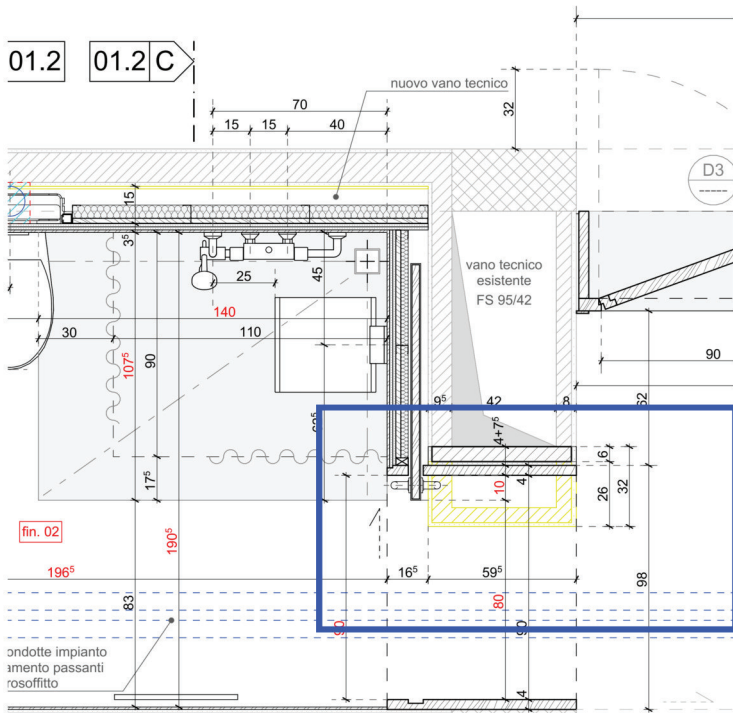 01.2
01.2 C
nuovo vano tecnico
70
15 15 40
32
D3
-----
15
3⁵
45
25
vano tecnico
esistente
FS 95/42
140
30 110
90
107⁵
90
9⁵ 42 8
62
4+7⁵
6
17⁵
10
4
26
32
fin. 02
190⁵
196⁵
16⁵ 59⁵
83
80
98
90
90
ondotte impianto
amento passanti
rosoffitto
4